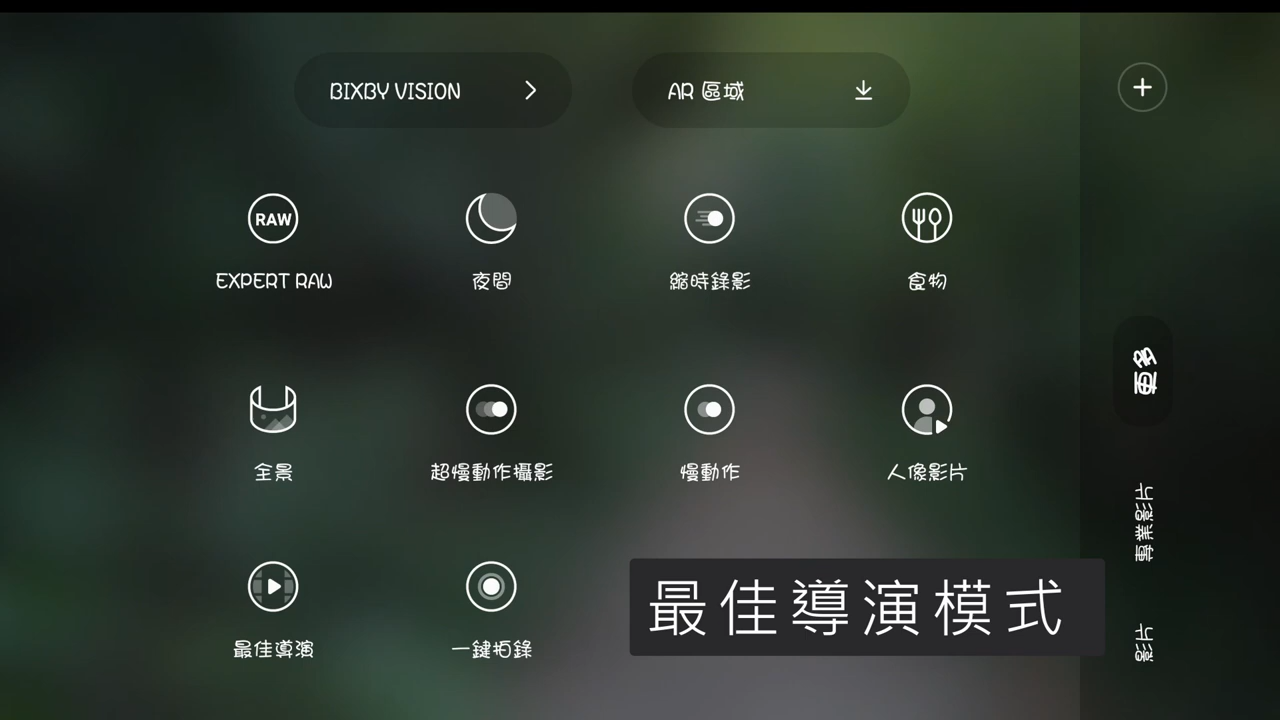 BIXBY VISION
AR 區域
RAW
EXPERT RAW
夜間
縮時錄影
食物
全景
超慢動作攝影
慢動作
人像影片
最佳導演
一鍵拍錄
最佳導演模式
更多
專業影片
影片